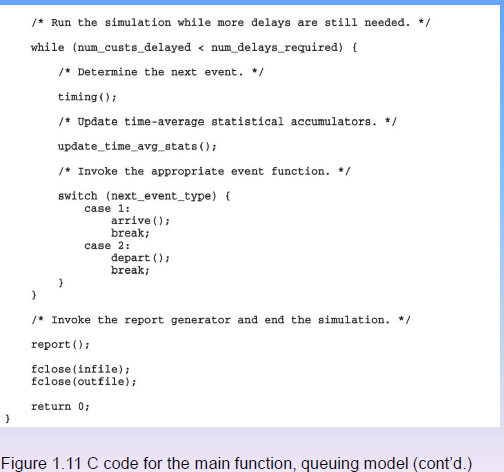 /* Run the simulation while more delays are still needed. */
while (num_custs_delayed < num_delays_required) {
/* Determine the next event. */
timing();
/* Update time-average statistical accumulators. */
update_time_avg_stats();
/* Invoke the appropriate event function. */
switch (next_event_type) {
case 1:
arrive();
break;
case 2:
depart();
break;
}
}
/* Invoke the report generator and end the simulation. */
report();
fclose(infile);
fclose(outfile);
return 0;
}
Figure 1.11 C code for the main function, queuing model (cont'd.)